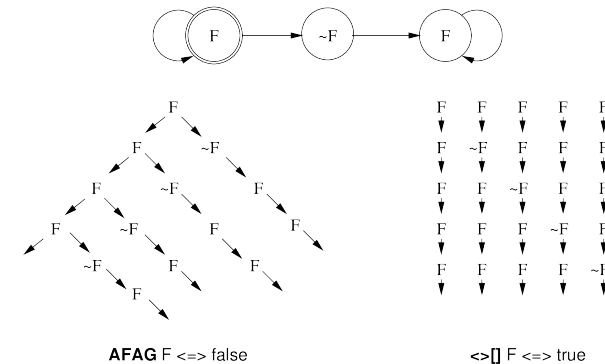 F ~F F
F
F ~F
F ~F F
F ~F F F
~F F F
F
AFAG F <=> false
F F F F F
F ~F F F F
F F ~F F F
F F F ~F F
F F F F ~F
<>[] F <=> true